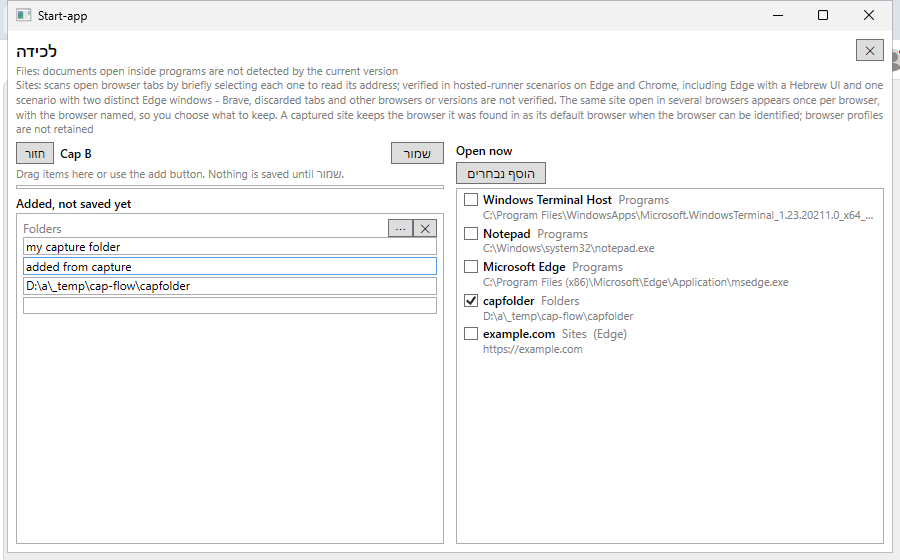 Start-app
לכידה
Files: documents open inside programs are not detected by the current version
Sites: scans open browser tabs by briefly selecting each one to read its address; verified in hosted-runner scenarios on Edge and Chrome, including Edge with a Hebrew UI and one
scenario with two distinct Edge windows - Brave, discarded tabs and other browsers or versions are not verified. The same site open in several browsers appears once per browser,
with the browser named, so you choose what to keep. A captured site keeps the browser it was found in as its default browser when the browser can be identified; browser profiles
are not retained
חזור Cap B שמור
Drag items here or use the add button. Nothing is saved until שמור.
Added, not saved yet
Folders ...
my capture folder
added from capture
D:\a\_temp\cap-flow\capfolder
Open now
הוסף נבחרים
Windows Terminal Host Programs
C:\Program Files\WindowsApps\Microsoft.WindowsTerminal_1.23.20211.0_x64_...
Notepad Programs
C:\Windows\system32\notepad.exe
Microsoft Edge Programs
C:\Program Files (x86)\Microsoft\Edge\Application\msedge.exe
capfolder Folders
D:\a\_temp\cap-flow\capfolder
example.com Sites (Edge)
https://example.com